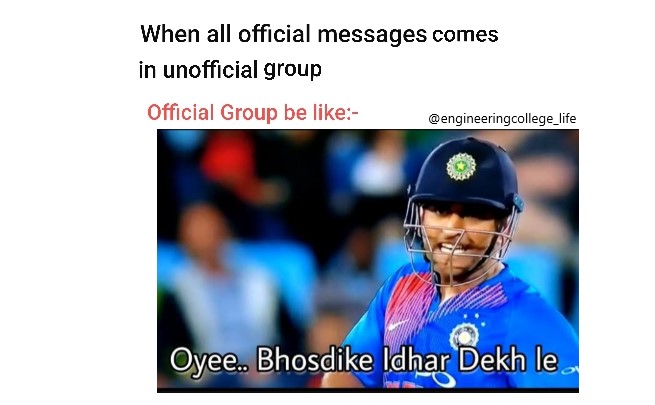 When all official messages comes
in unofficial group
Official Group be like:-
@engineeringcollege_life
Oyee.. Bhosdike Idhar Dekh le